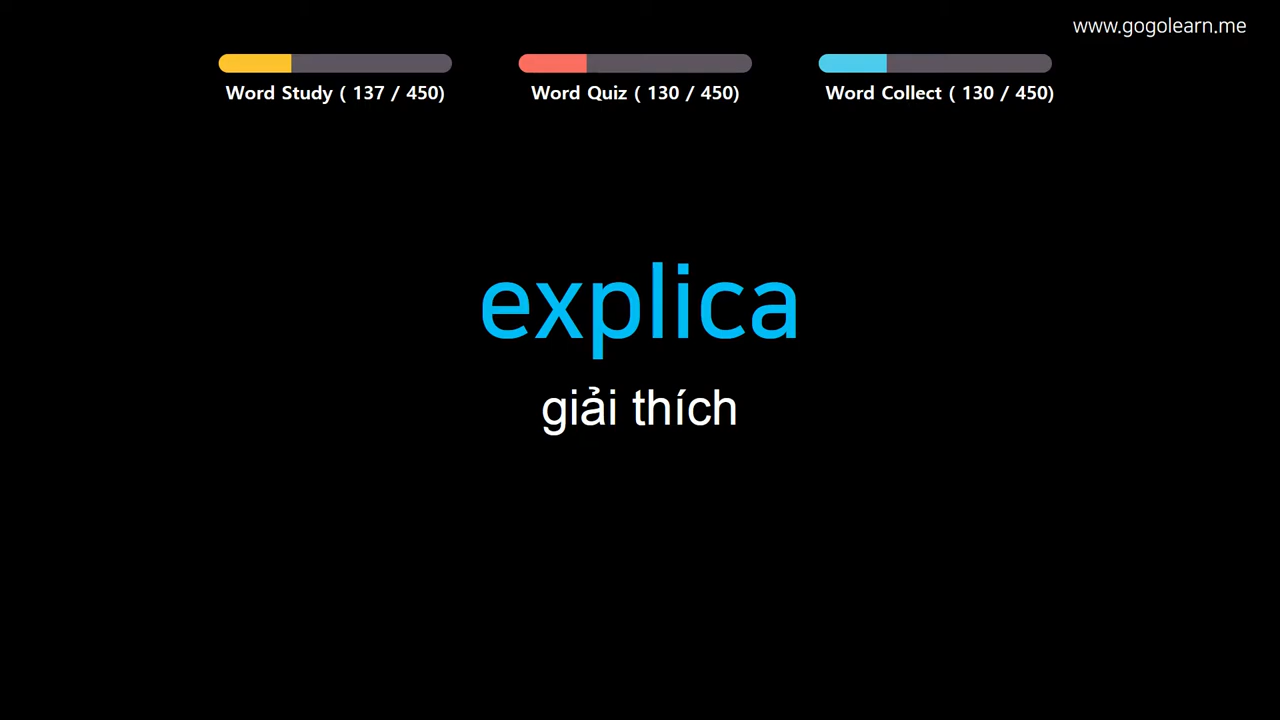 www.gogolearn.me
Word Study ( 137 / 450)
Word Quiz ( 130 / 450)
Word Collect ( 130 / 450)
explica
giải thích